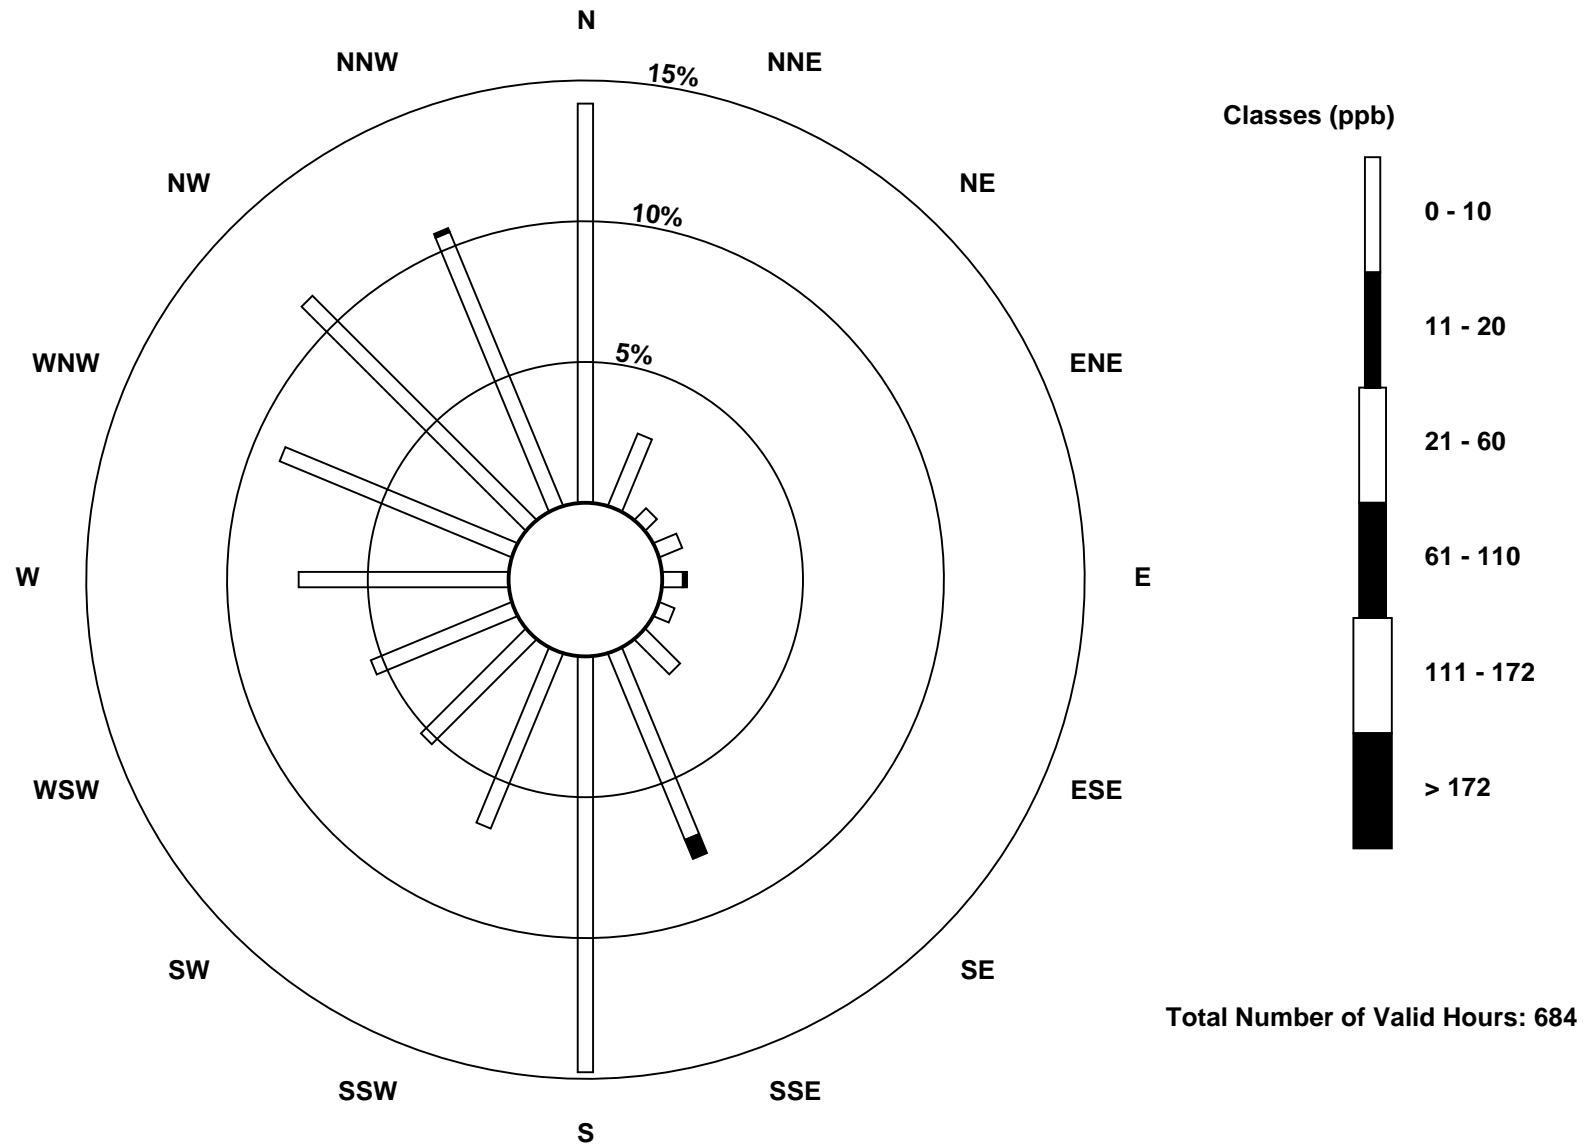 N
NNW
NNE
15%
Classes (ppb)
NW
NE
0 - 10
10%
11 - 20
5%
WNW
ENE
21 - 60
61 - 110
W
E
111 - 172
WSW
ESE
> 172
SW
SE
Total Number of Valid Hours: 684
SSW
SSE
S